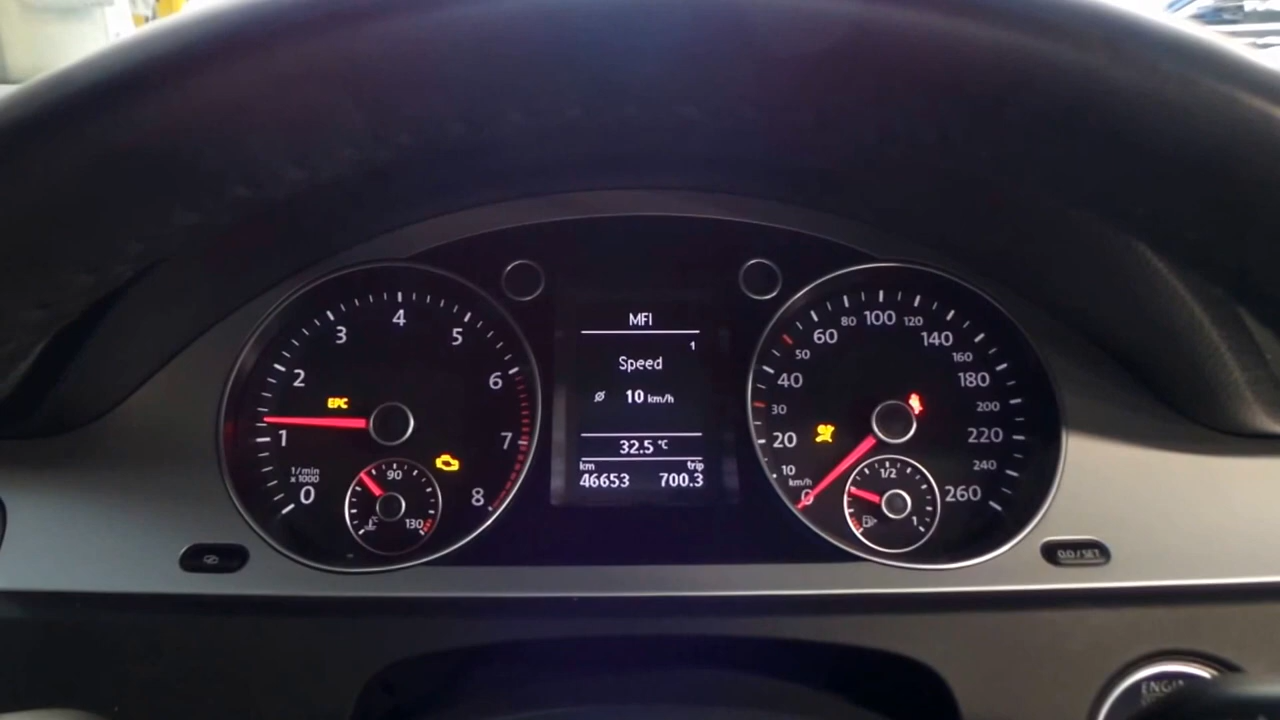 4
3
5
2
6
EPC
1
7
1/min
x1000
90
0
8
130
MFI
1
Speed
Ø 10 km/h
32.5 °C
km trip
46653 700.3
80 100 120
60 140
50 160
40 180
30 200
20 220
10 240
km/h
0 260
1/2
1
0.0 / SET